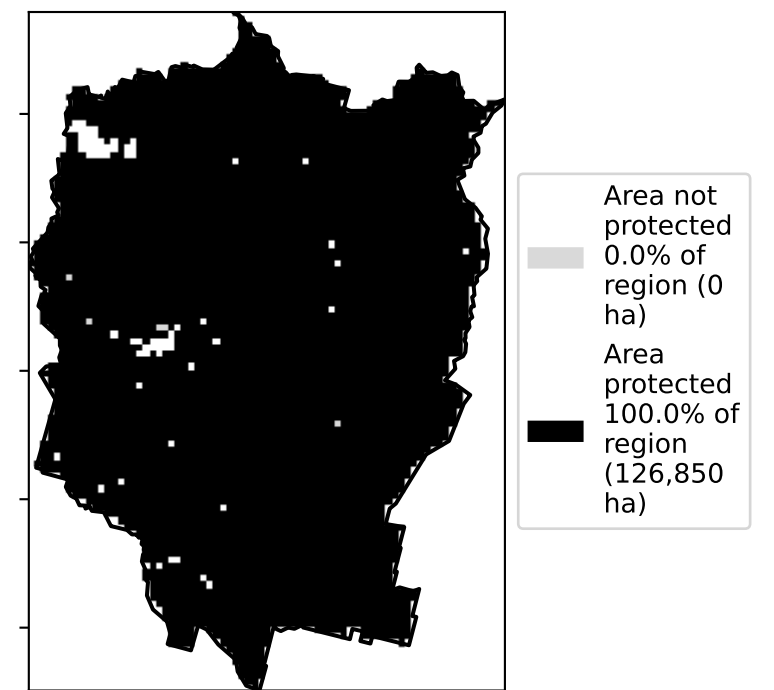 Area not
protected
0.0% of
region (0
ha)
Area
protected
100.0% of
region
(126,850
ha)